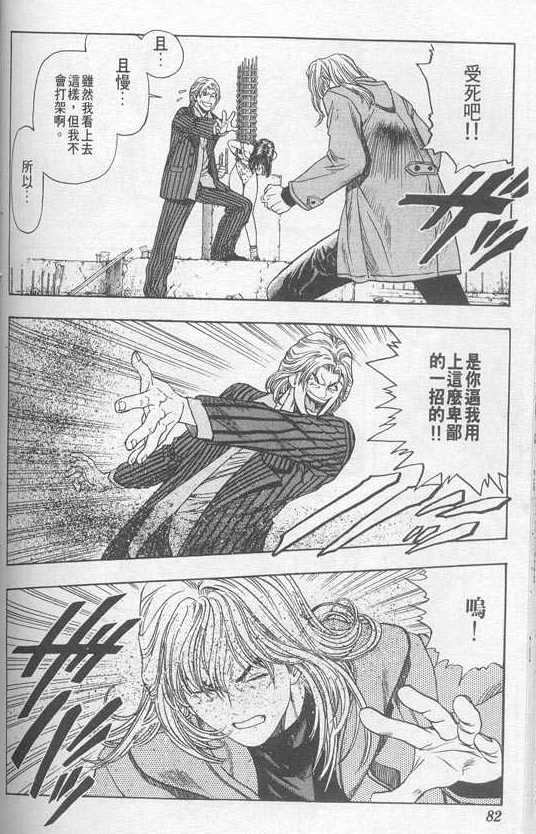 受死吧!!
ザッ
且…
且慢…
雖然我看上去
這樣,但我不
會打架啊。
所以…
是你逼我用
上這麼卑鄙
的一招的!!
嗚!
82